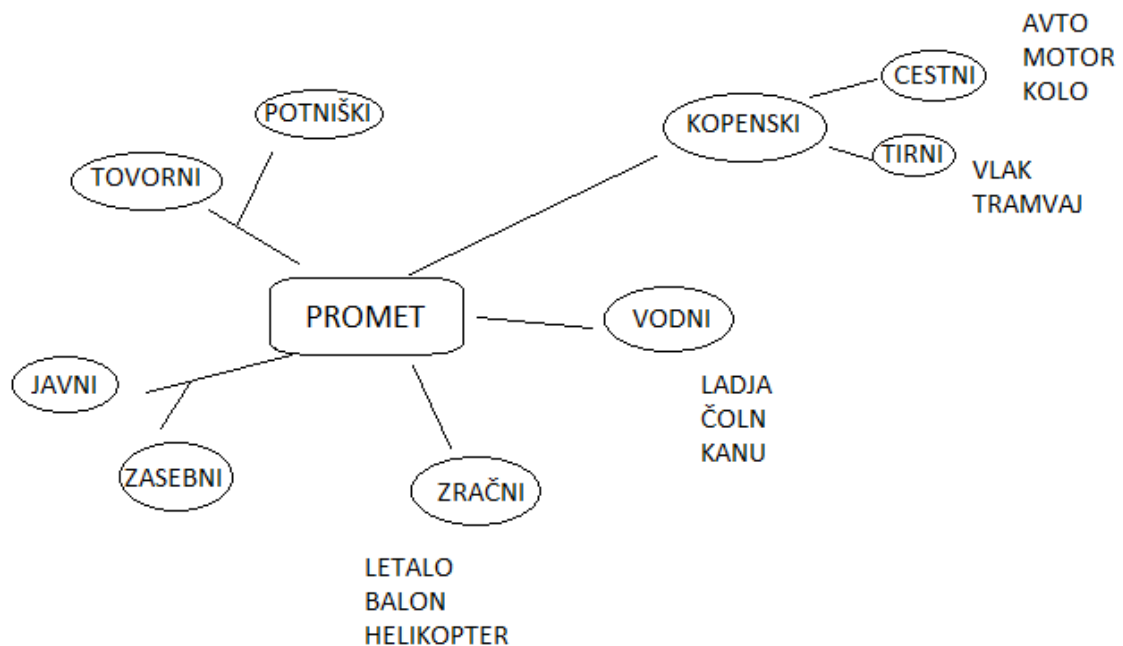 AVTO
MOTOR
KOLO
CESTNI
POTNIŠKI
KOPENSKI
TIRNI
TOVORNI
VLAK
TRAMVAJ
PROMET
VODNI
JAVNI
LADJA
ČOLN
KANU
ZASEBNI
ZRAČNI
LETALO
BALON
HELIKOPTER